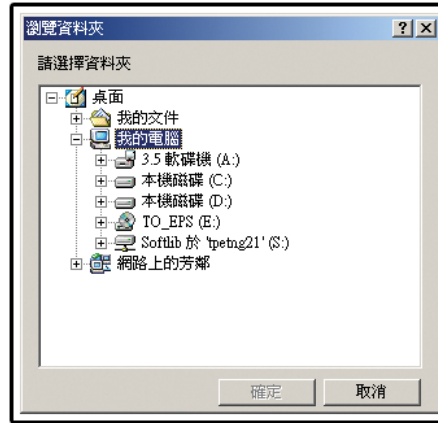 瀏覽資料夾
請選擇資料夾
桌面
我的文件
我的電腦
3.5 軟碟機 (A:)
本機磁碟 (C:)
本機磁碟 (D:)
TO_EPS (E:)
Softlib 於 'tpetng21' (S:)
網路上的芳鄰
確定 取消